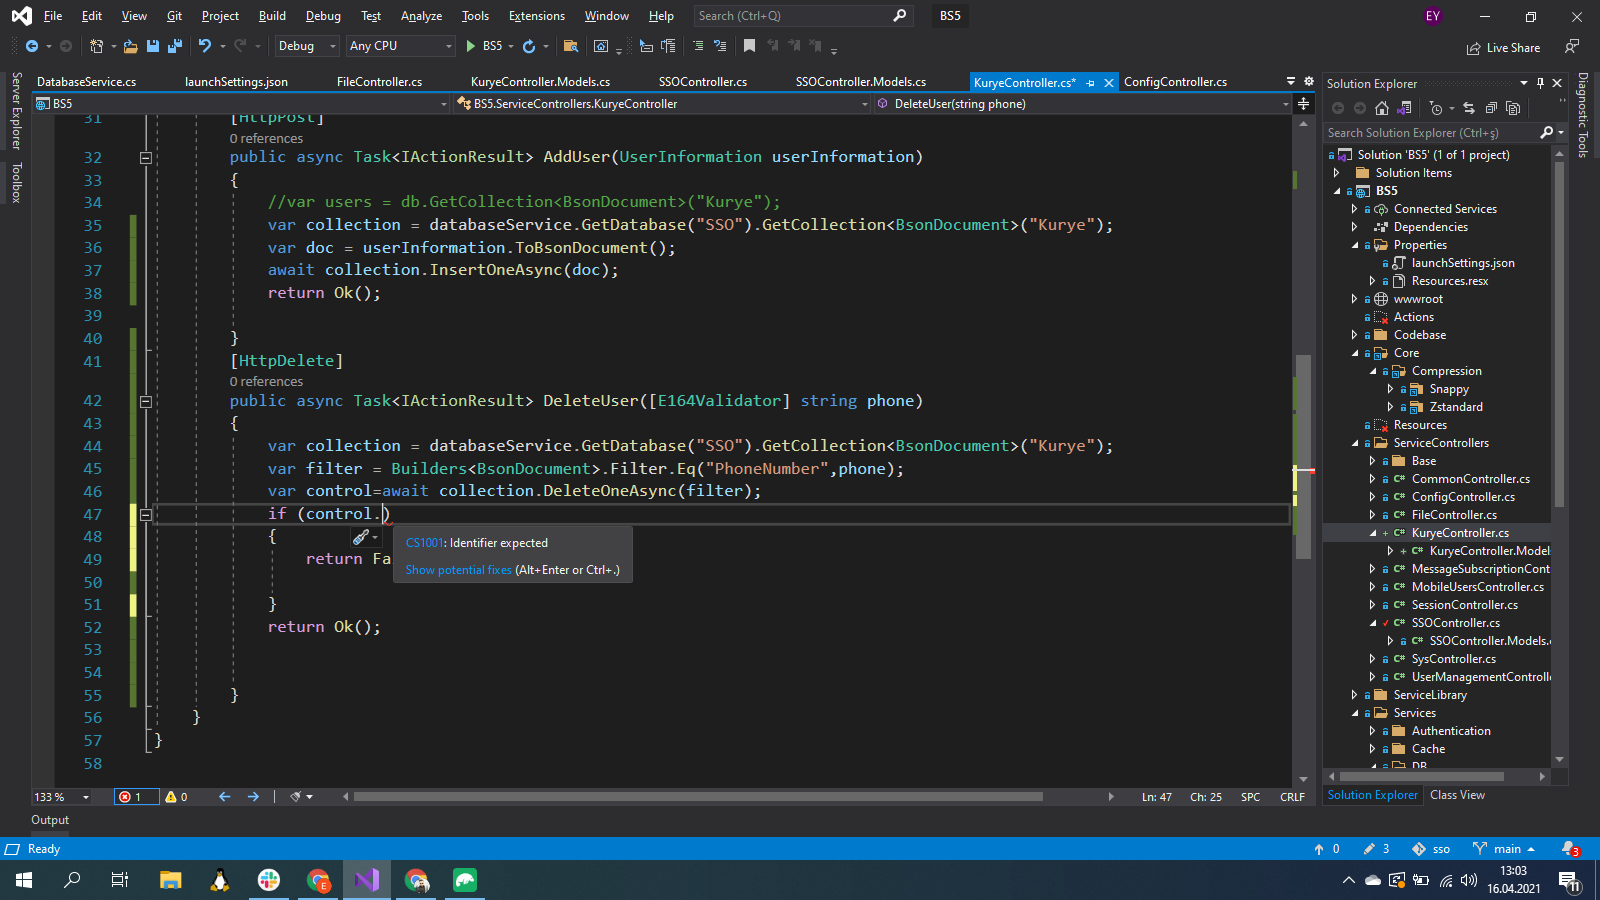 File Edit View Git Project Build Debug Test Analyze Tools Extensions Window Help Search (Ctrl+Q) BS5 EY
Debug Any CPU BS5 Live Share
DatabaseService.cs launchSettings.json FileController.cs KuryeController.Models.cs SSOController.cs SSOController.Models.cs KuryeController.cs* ConfigController.cs
BS5 BS5.ServiceControllers.KuryeController DeleteUser(string phone)
Server Explorer
Toolbox
31 [HttpPost]
0 references
32 public async Task<IActionResult> AddUser(UserInformation userInformation)
33 {
34 //var users = db.GetCollection<BsonDocument>("Kurye");
35 var collection = databaseService.GetDatabase("SSO").GetCollection<BsonDocument>("Kurye");
36 var doc = userInformation.ToBsonDocument();
37 await collection.InsertOneAsync(doc);
38 return Ok();
39
40 }
41 [HttpDelete]
0 references
42 public async Task<IActionResult> DeleteUser([E164Validator] string phone)
43 {
44 var collection = databaseService.GetDatabase("SSO").GetCollection<BsonDocument>("Kurye");
45 var filter = Builders<BsonDocument>.Filter.Eq("PhoneNumber",phone);
46 var control=await collection.DeleteOneAsync(filter);
47 if (control.)
48 {
CS1001: Identifier expected
49 return Fa
Show potential fixes (Alt+Enter or Ctrl+.)
50
51 }
52 return Ok();
53
54
55 }
56 }
57 }
58
133 % 1 0 Ln: 47 Ch: 25 SPC CRLF
Output
Solution Explorer
Search Solution Explorer (Ctrl+ş)
Solution 'BS5' (1 of 1 project)
Solution Items
BS5
Connected Services
Dependencies
Properties
launchSettings.json
Resources.resx
wwwroot
Actions
Codebase
Core
Compression
Snappy
Zstandard
Resources
ServiceControllers
Base
CommonController.cs
ConfigController.cs
FileController.cs
KuryeController.cs
KuryeController.Model
MessageSubscriptionCont
MobileUsersController.cs
SessionController.cs
SSOController.cs
SSOController.Models.
SysController.cs
UserManagementControll
ServiceLibrary
Services
Authentication
Cache
DB
Solution Explorer Class View
Diagnostic Tools
Ready 0 3 sso main 3
13:03
16.04.2021
11